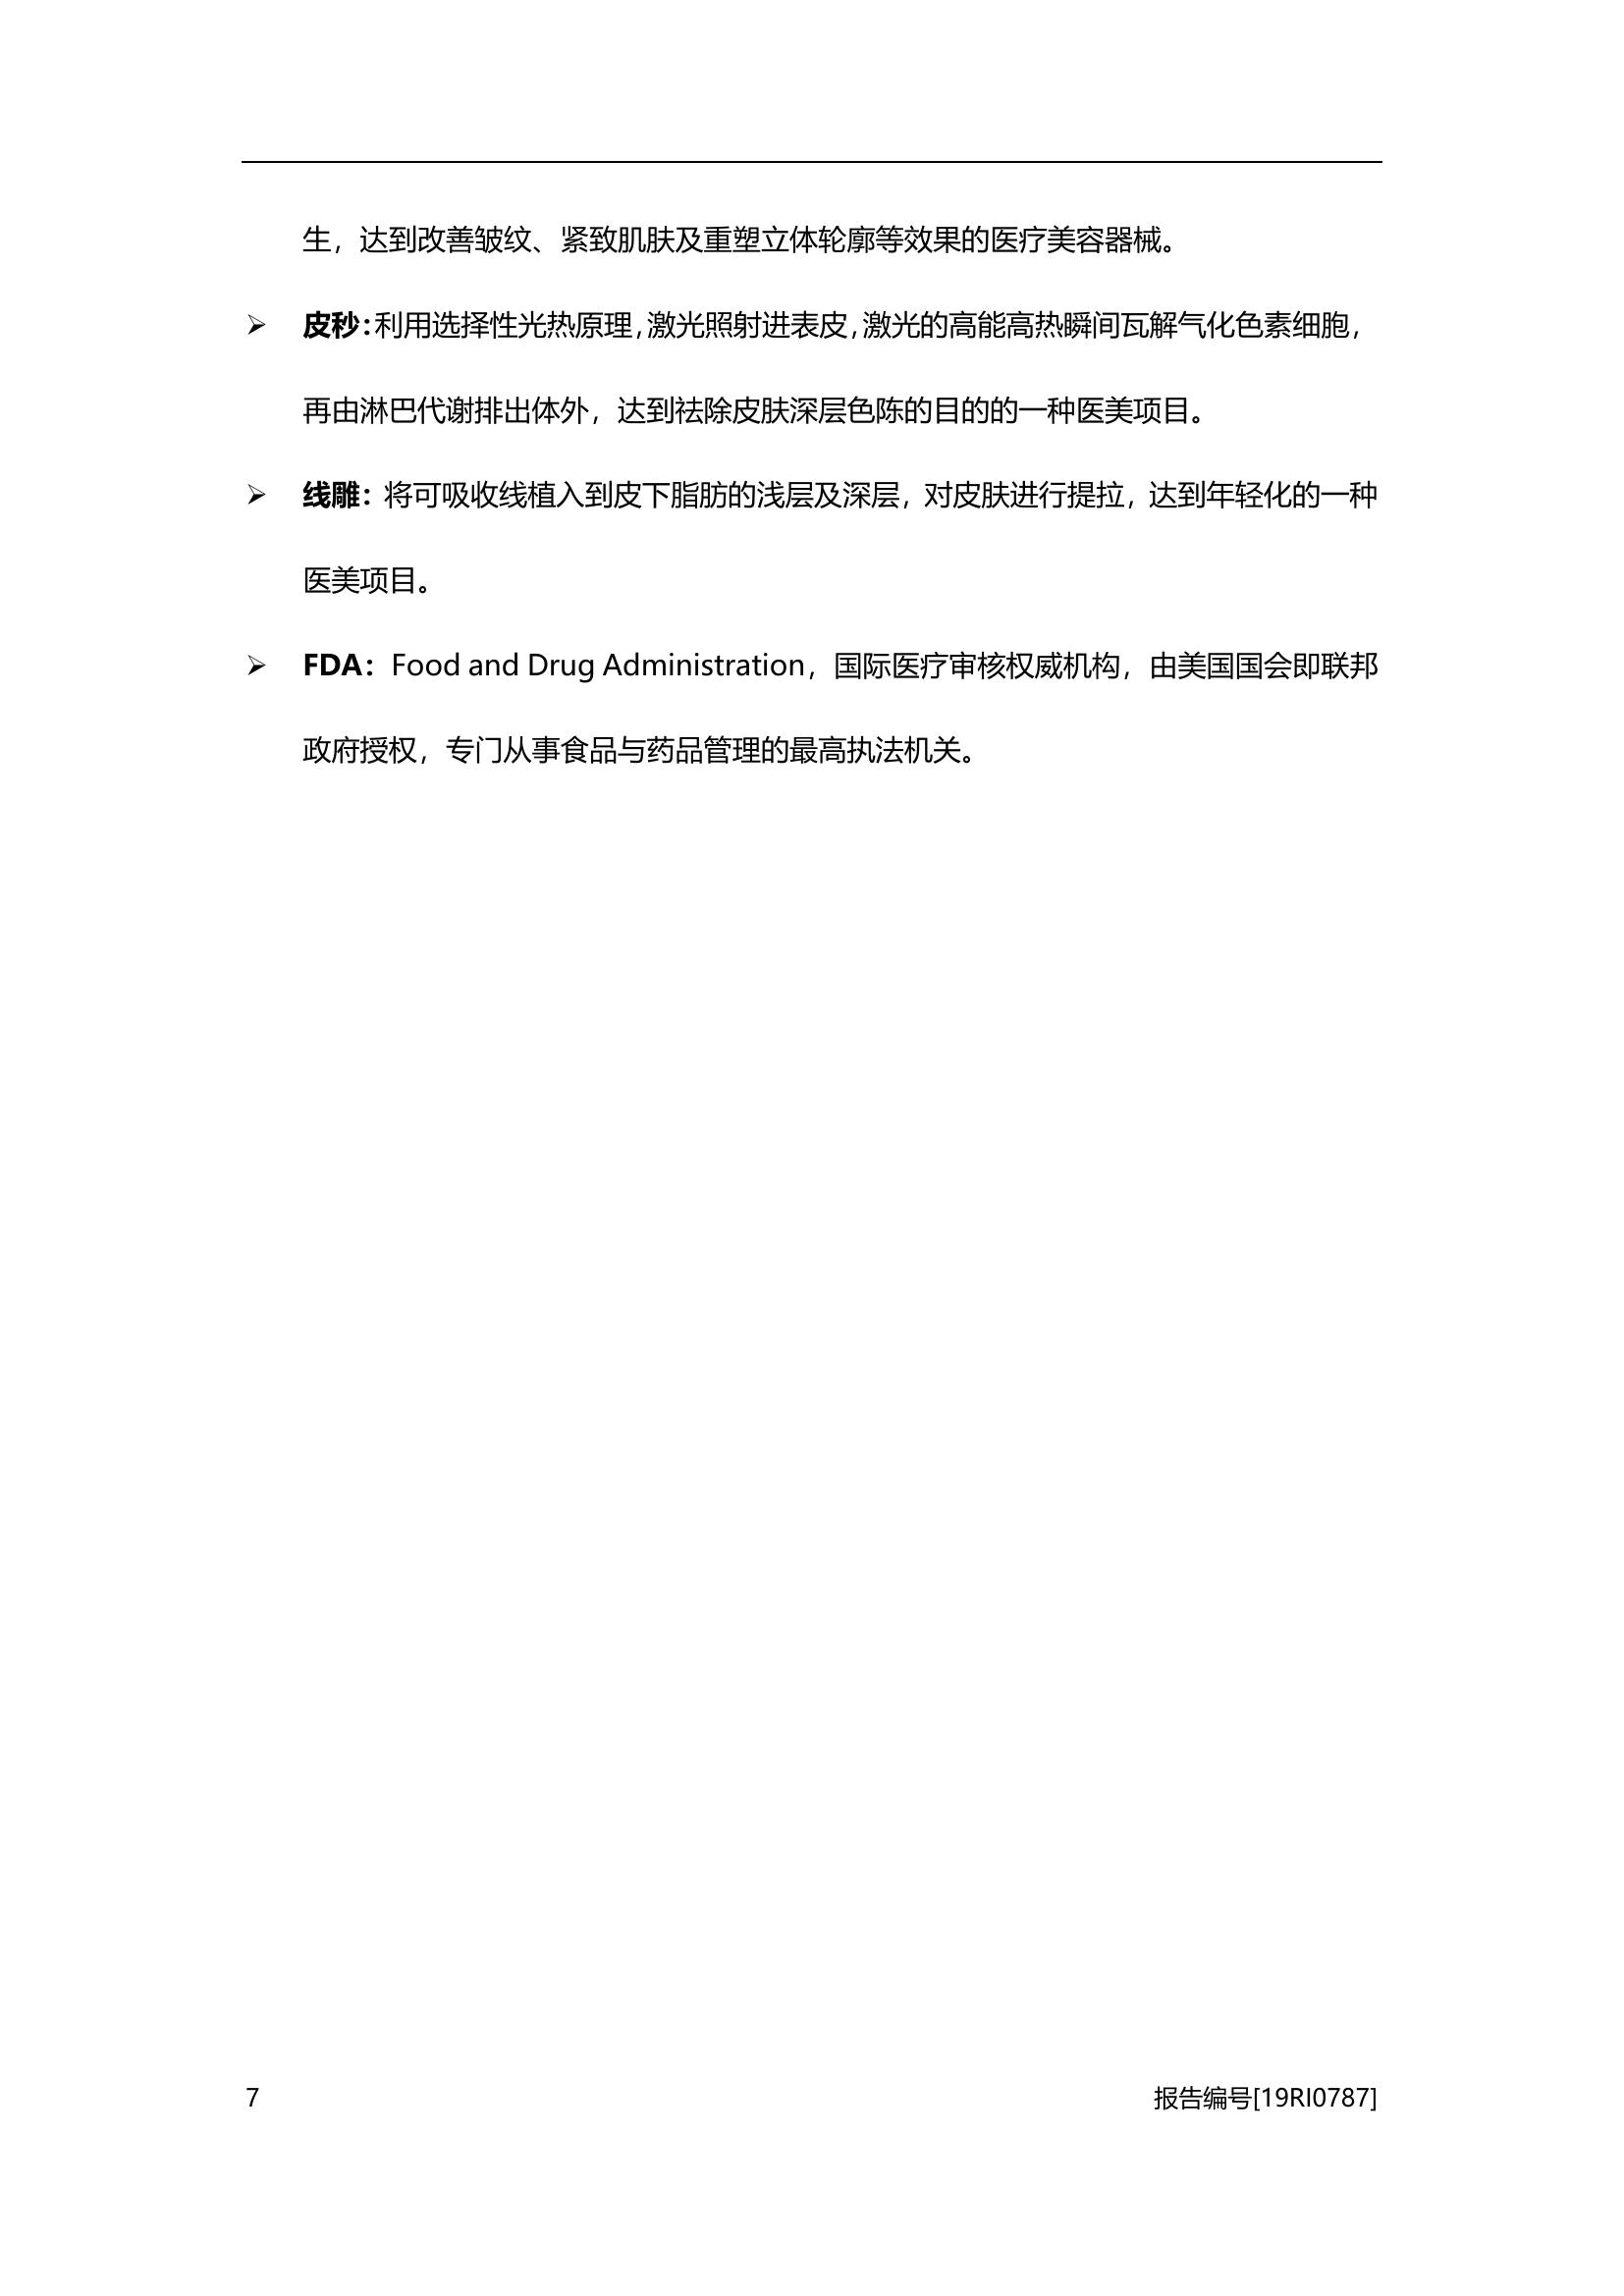 生，达到改善皱纹、紧致肌肤及重塑立体轮廓等效果的医疗美容器械。
➢ 皮秒：利用选择性光热原理，激光照射进表皮，激光的高能高热瞬间瓦解气化色素细胞，
再由淋巴代谢排出体外，达到祛除皮肤深层色陈的目的的一种医美项目。
➢ 线雕：将可吸收线植入到皮下脂肪的浅层及深层，对皮肤进行提拉，达到年轻化的一种
医美项目。
➢ FDA：Food and Drug Administration，国际医疗审核权威机构，由美国国会即联邦
政府授权，专门从事食品与药品管理的最高执法机关。
7 报告编号[19RI0787]